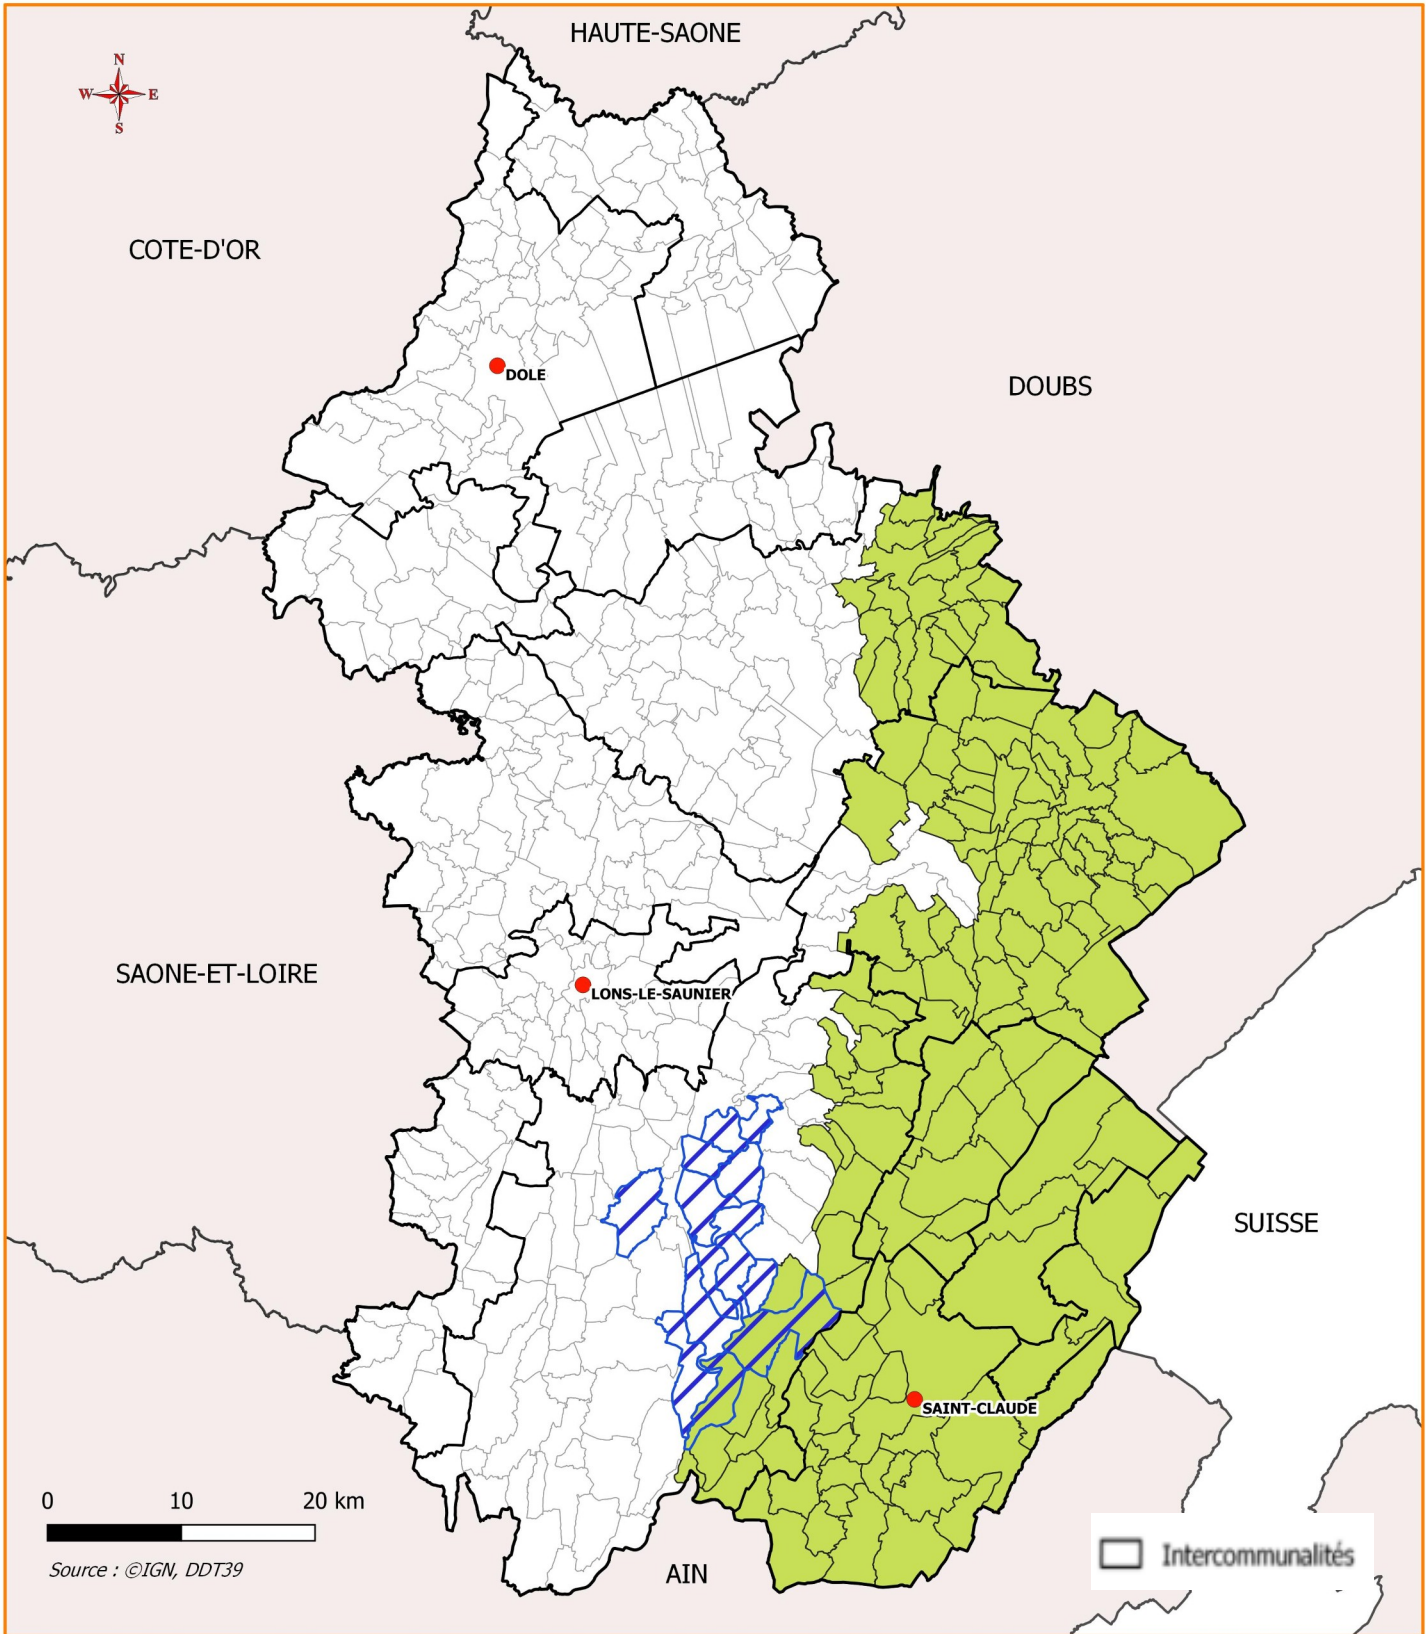 HAUTE-SAONE
N
W E
S
COTE-D'OR
DOLE
DOUBS
SAONE-ET-LOIRE
LONS-LE-SAUNIER
SUISSE
SAINT-CLAUDE
0 10 20 km
Source : ©IGN, DDT39
AIN
Intercommunalités